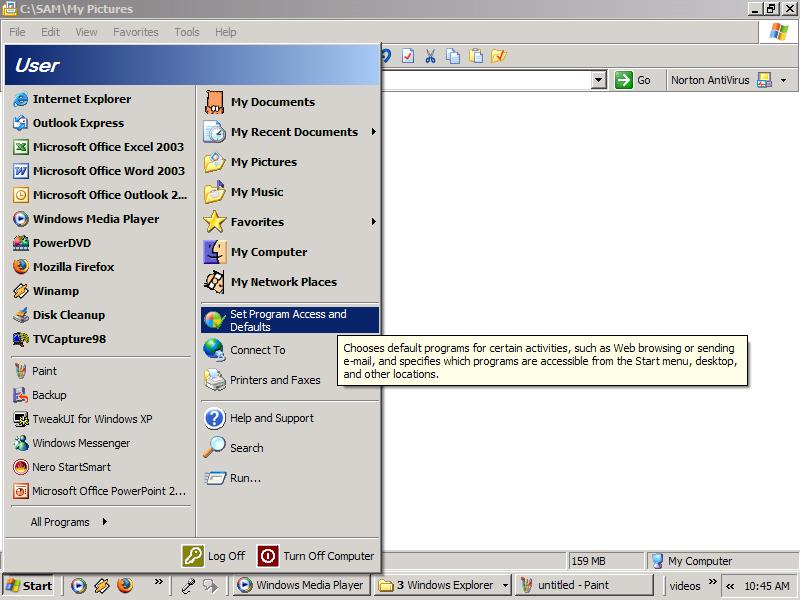 C:\SAM\My Pictures
File Edit View Favorites Tools Help
Go Norton AntiVirus
User
Internet Explorer
Outlook Express
Microsoft Office Excel 2003
Microsoft Office Word 2003
Microsoft Office Outlook 2...
Windows Media Player
PowerDVD
Mozilla Firefox
Winamp
Disk Cleanup
TVCapture98
Paint
Backup
TweakUI for Windows XP
Windows Messenger
Nero StartSmart
Microsoft Office PowerPoint 2...
All Programs
My Documents
My Recent Documents
My Pictures
My Music
Favorites
My Computer
My Network Places
Set Program Access and
Defaults
Connect To
Printers and Faxes
Help and Support
Search
Run...
Chooses default programs for certain activities, such as Web browsing or sending
e-mail, and specifies which programs are accessible from the Start menu, desktop,
and other locations.
Log Off Turn Off Computer
159 MB My Computer
Start » Windows Media Player 3 Windows Explorer untitled - Paint videos » « 10:45 AM